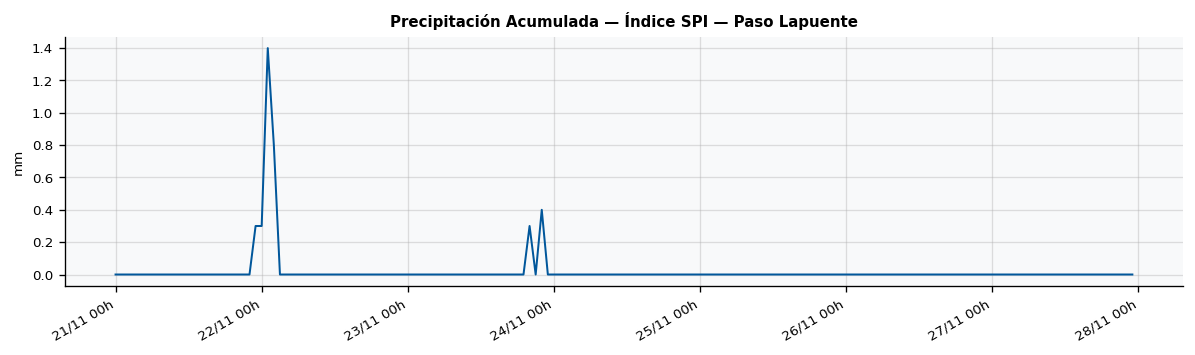 Precipitación Acumulada — Índice SPI — Paso Lapuente
mm
1.4
1.2
1.0
0.8
0.6
0.4
0.2
0.0
21/11 00h
22/11 00h
23/11 00h
24/11 00h
25/11 00h
26/11 00h
27/11 00h
28/11 00h